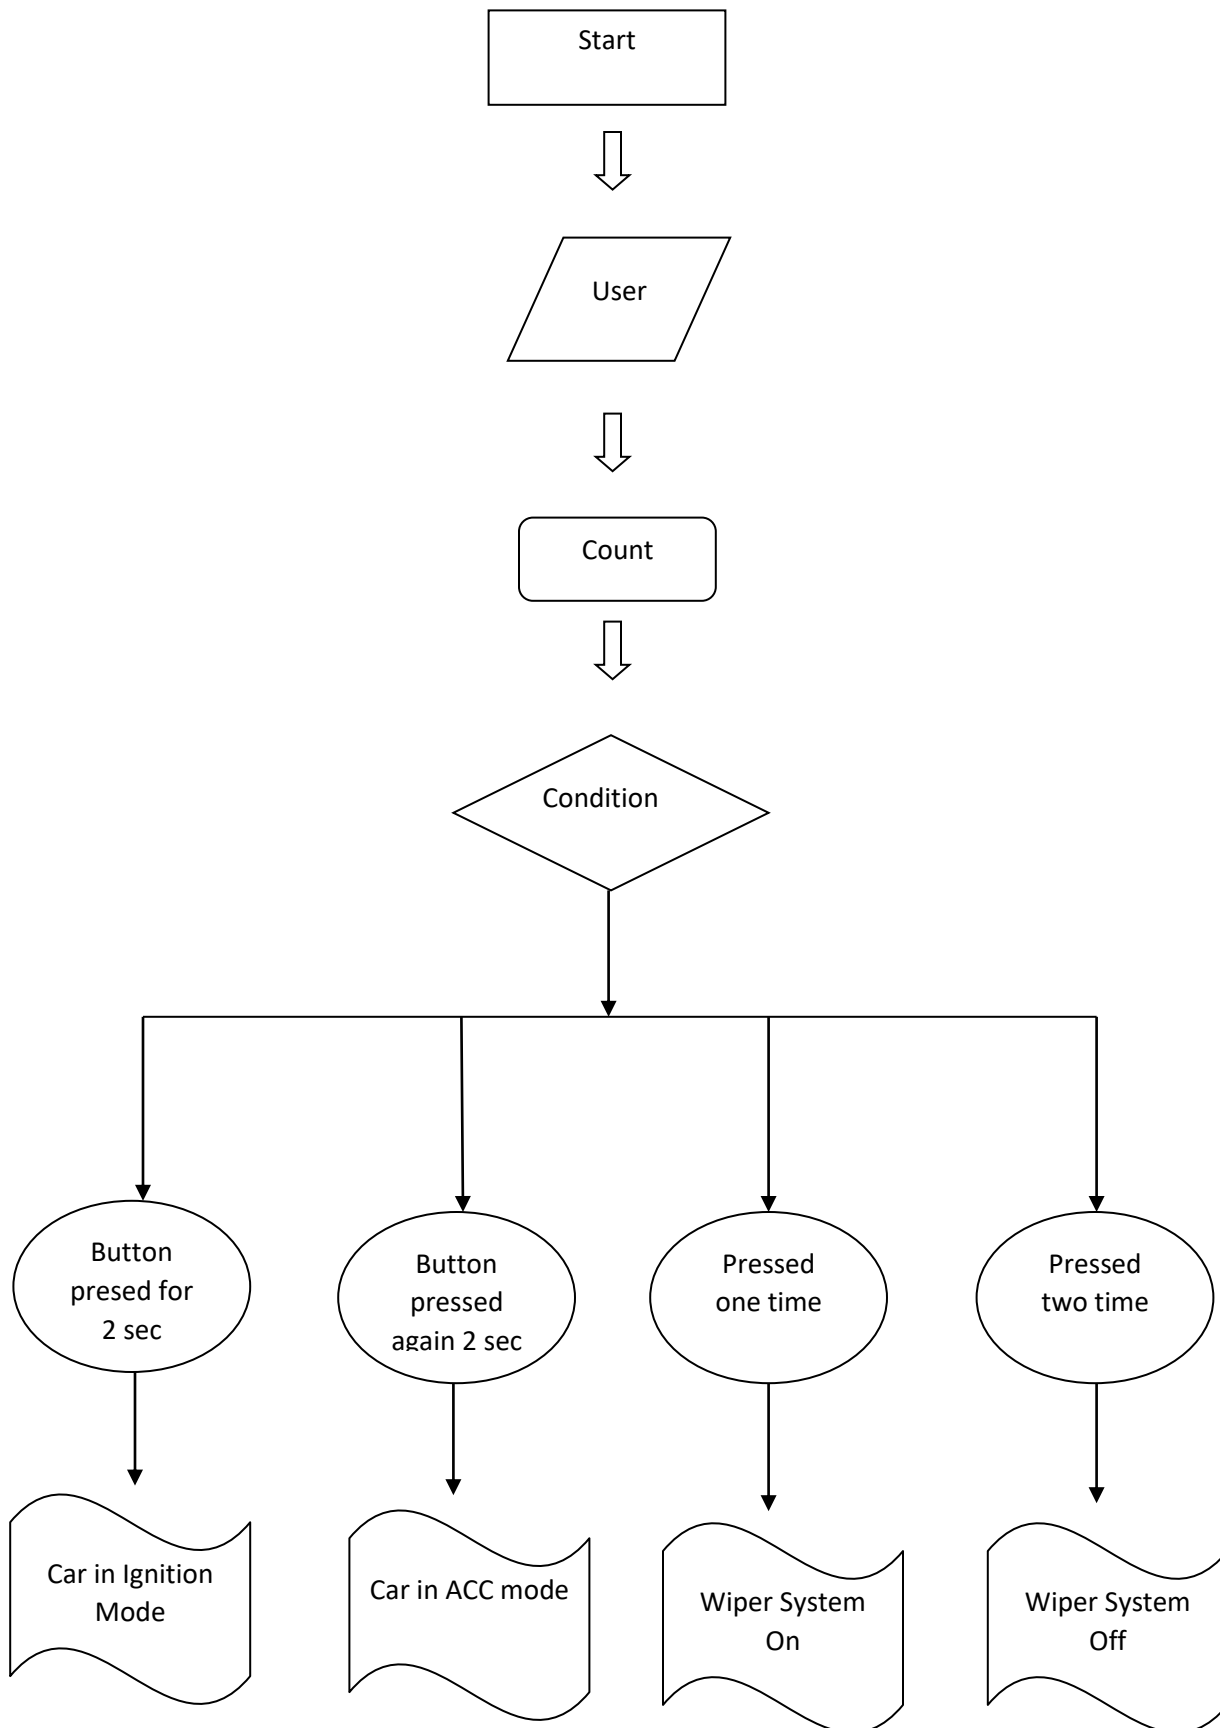 Start
User
Count
Condition
Button
presed for
2 sec
Button
pressed
again 2 sec
Pressed
one time
Pressed
two time
Car in Ignition
Mode
Car in ACC mode
Wiper System
On
Wiper System
Off